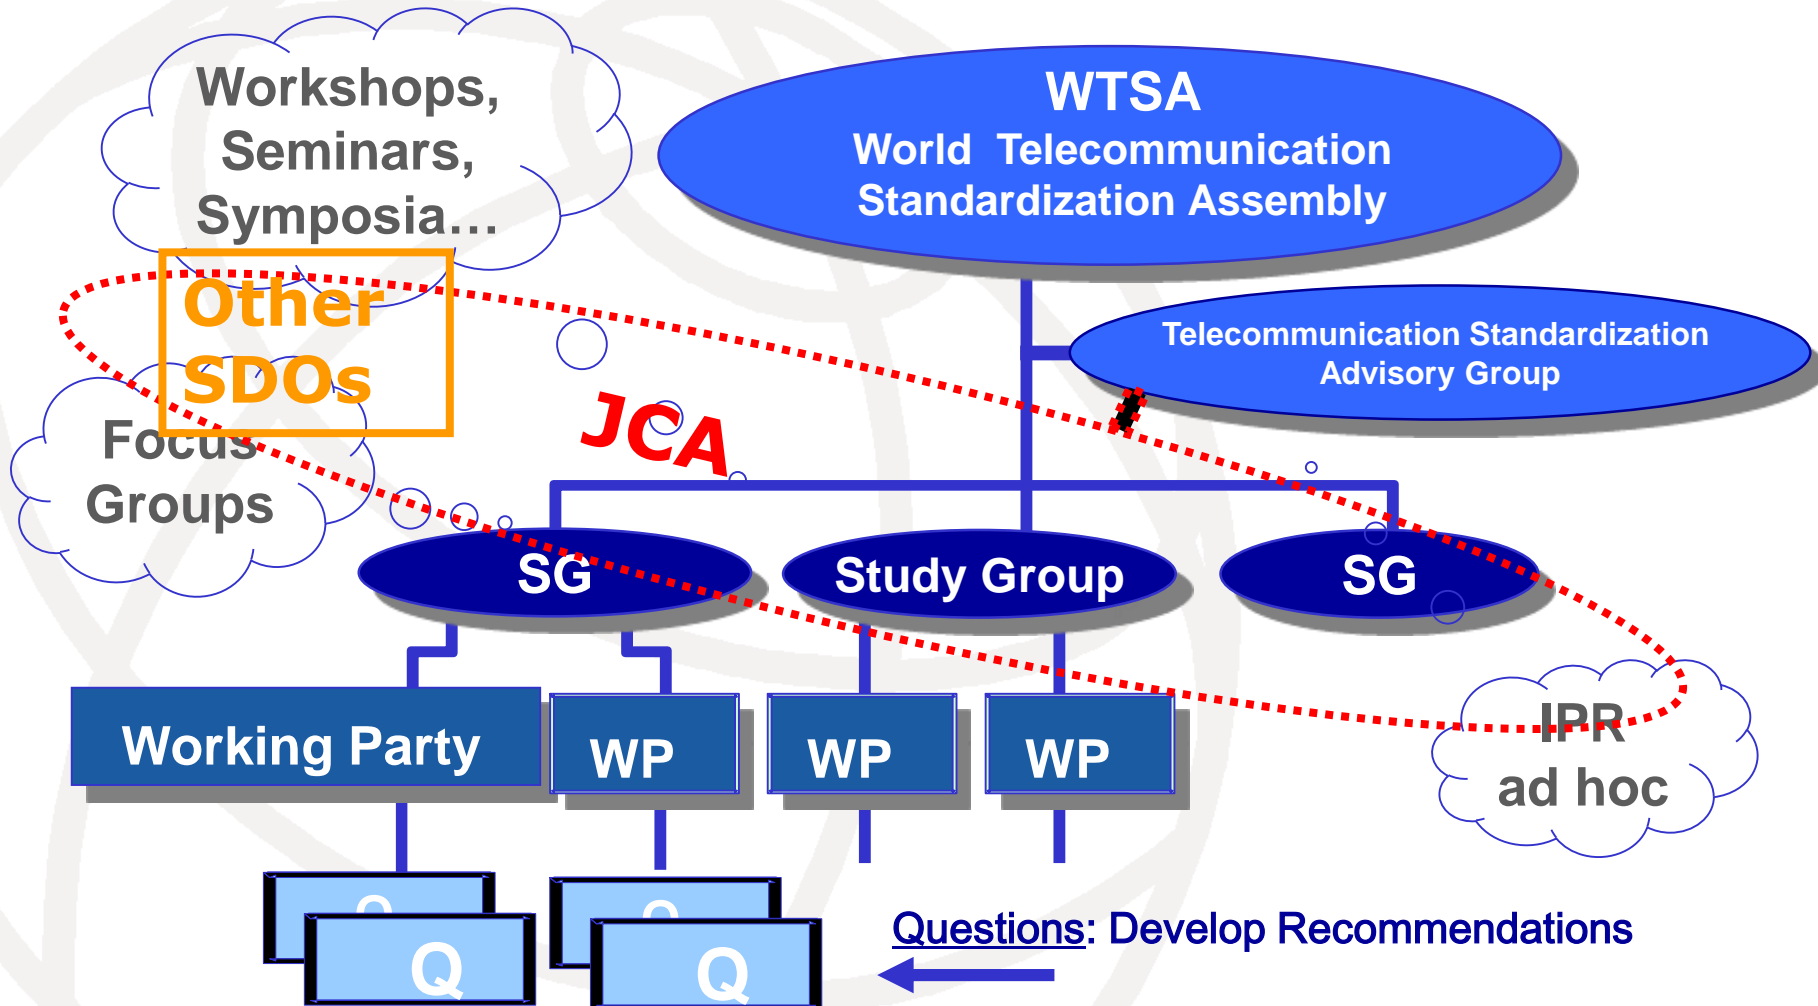 Workshops,
Seminars,
Symposia...
WTSA
World Telecommunication
Standardization Assembly
Other
SDOs
Telecommunication Standardization
Advisory Group
JCA
Focus
Groups
SG
Study Group
SG
Working Party
WP
WP
WP
IPR
ad hoc
Q
Q
Q
Q
Questions: Develop Recommendations